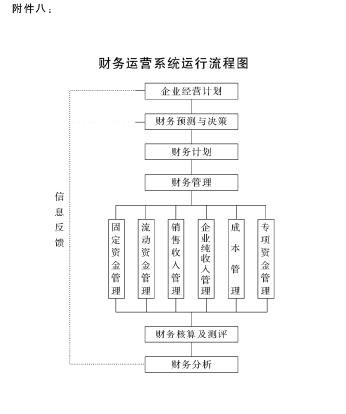 附件八：
财务运营系统运行流程图
企业经营计划
财务预测与决策
财务计划
财务管理
信息反馈
固定资金管理
流动资金管理
销售收入管理
企业纯收入管理
成本管理
专项资金管理
财务核算及测评
财务分析